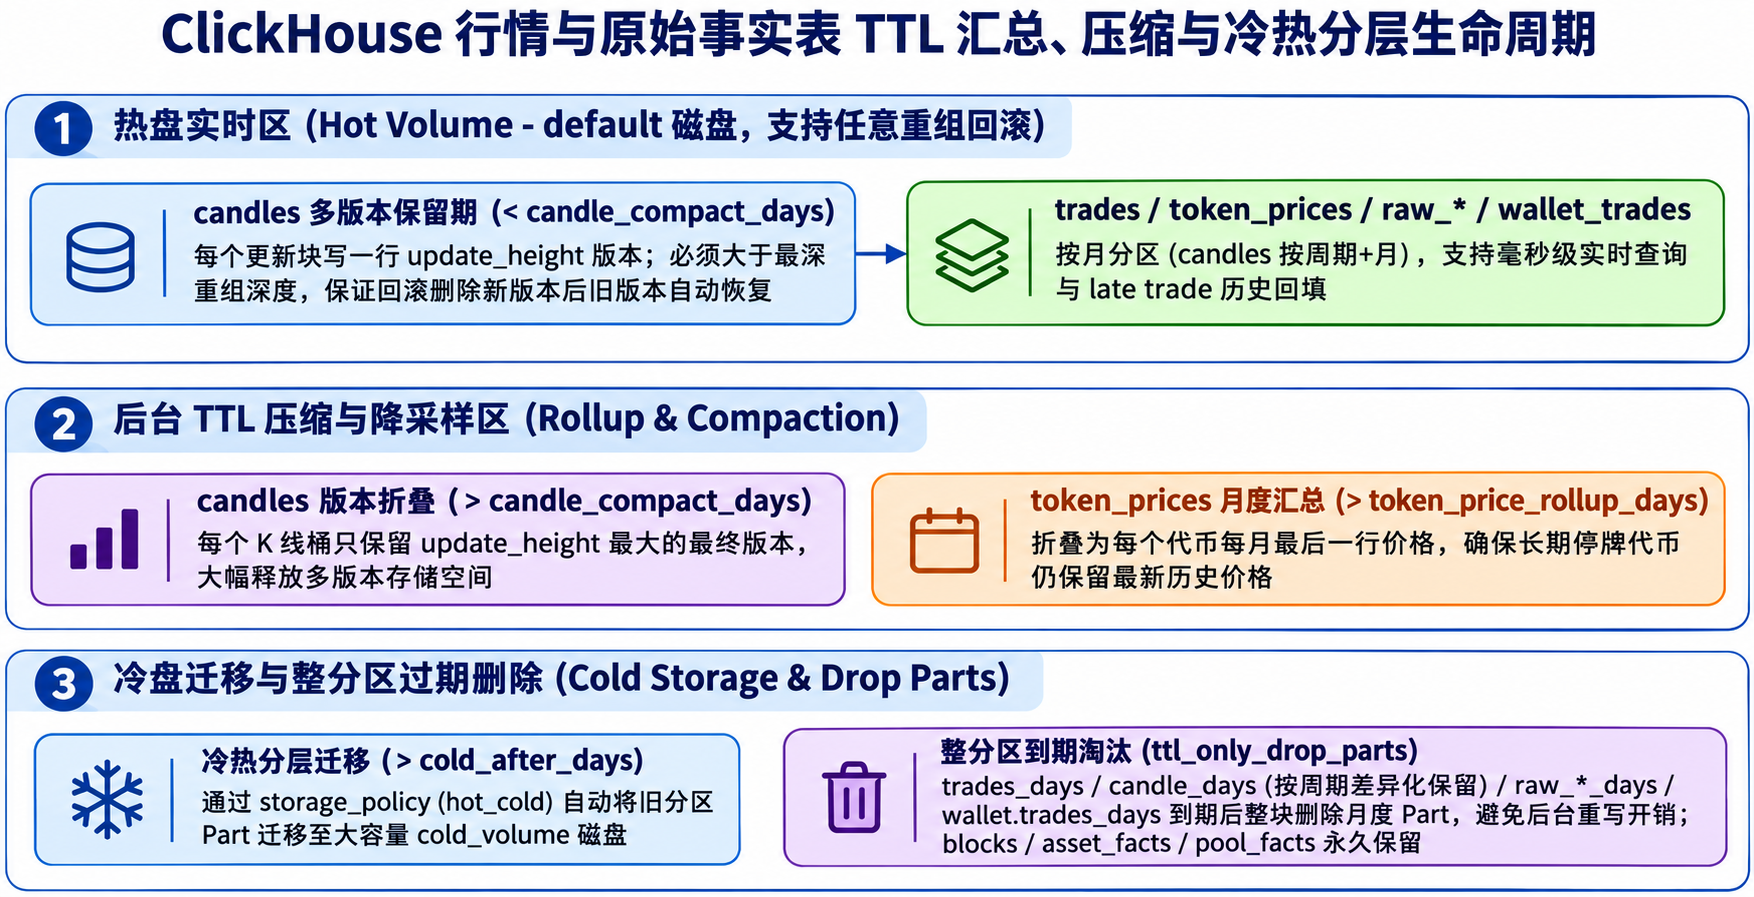 ClickHouse 行情与原始事实表 TTL 汇总、压缩与冷热分层生命周期
1 热盘实时区 (Hot Volume - default 磁盘，支持任意重组回滚)
candles 多版本保留期 (< candle_compact_days)
每个更新块写一行 update_height 版本；必须大于最深
重组深度，保证回滚删除新版本后旧版本自动恢复
trades / token_prices / raw_* / wallet_trades
按月分区 (candles 按周期+月)，支持毫秒级实时查询
与 late trade 历史回填
2 后台 TTL 压缩与降采样区 (Rollup & Compaction)
candles 版本折叠 (> candle_compact_days)
每个 K 线桶只保留 update_height 最大的最终版本，
大幅释放多版本存储空间
token_prices 月度汇总 (> token_price_rollup_days)
折叠为每个代币每月最后一行价格，确保长期停牌代币
仍保留最新历史价格
3 冷盘迁移与整分区过期删除 (Cold Storage & Drop Parts)
冷热分层迁移 (> cold_after_days)
通过 storage_policy (hot_cold) 自动将旧分区
Part 迁移至大容量 cold_volume 磁盘
整分区到期淘汰 (ttl_only_drop_parts)
trades_days / candle_days (按周期差异化保留) / raw_*_days /
wallet.trades_days 到期后整块删除月度 Part，避免后台重写开销；
blocks / asset_facts / pool_facts 永久保留